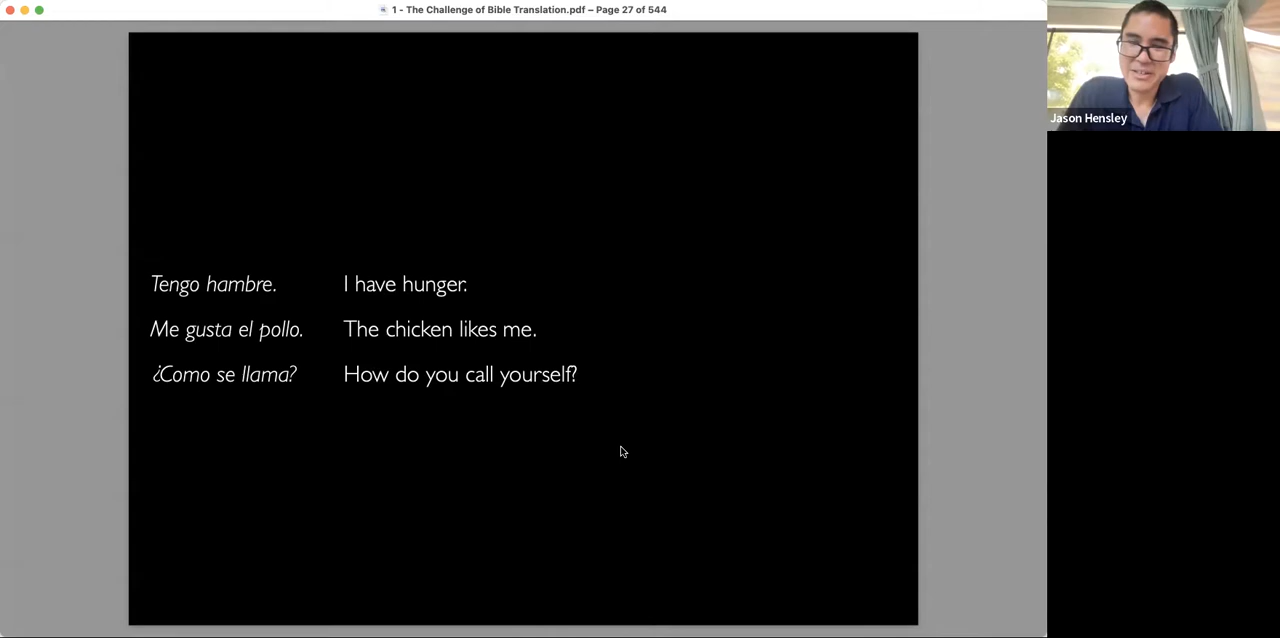 1 - The Challenge of Bible Translation.pdf – Page 27 of 544
Jason Hensley
Tengo hambre. I have hunger.
Me gusta el pollo. The chicken likes me.
¿Como se llama? How do you call yourself?